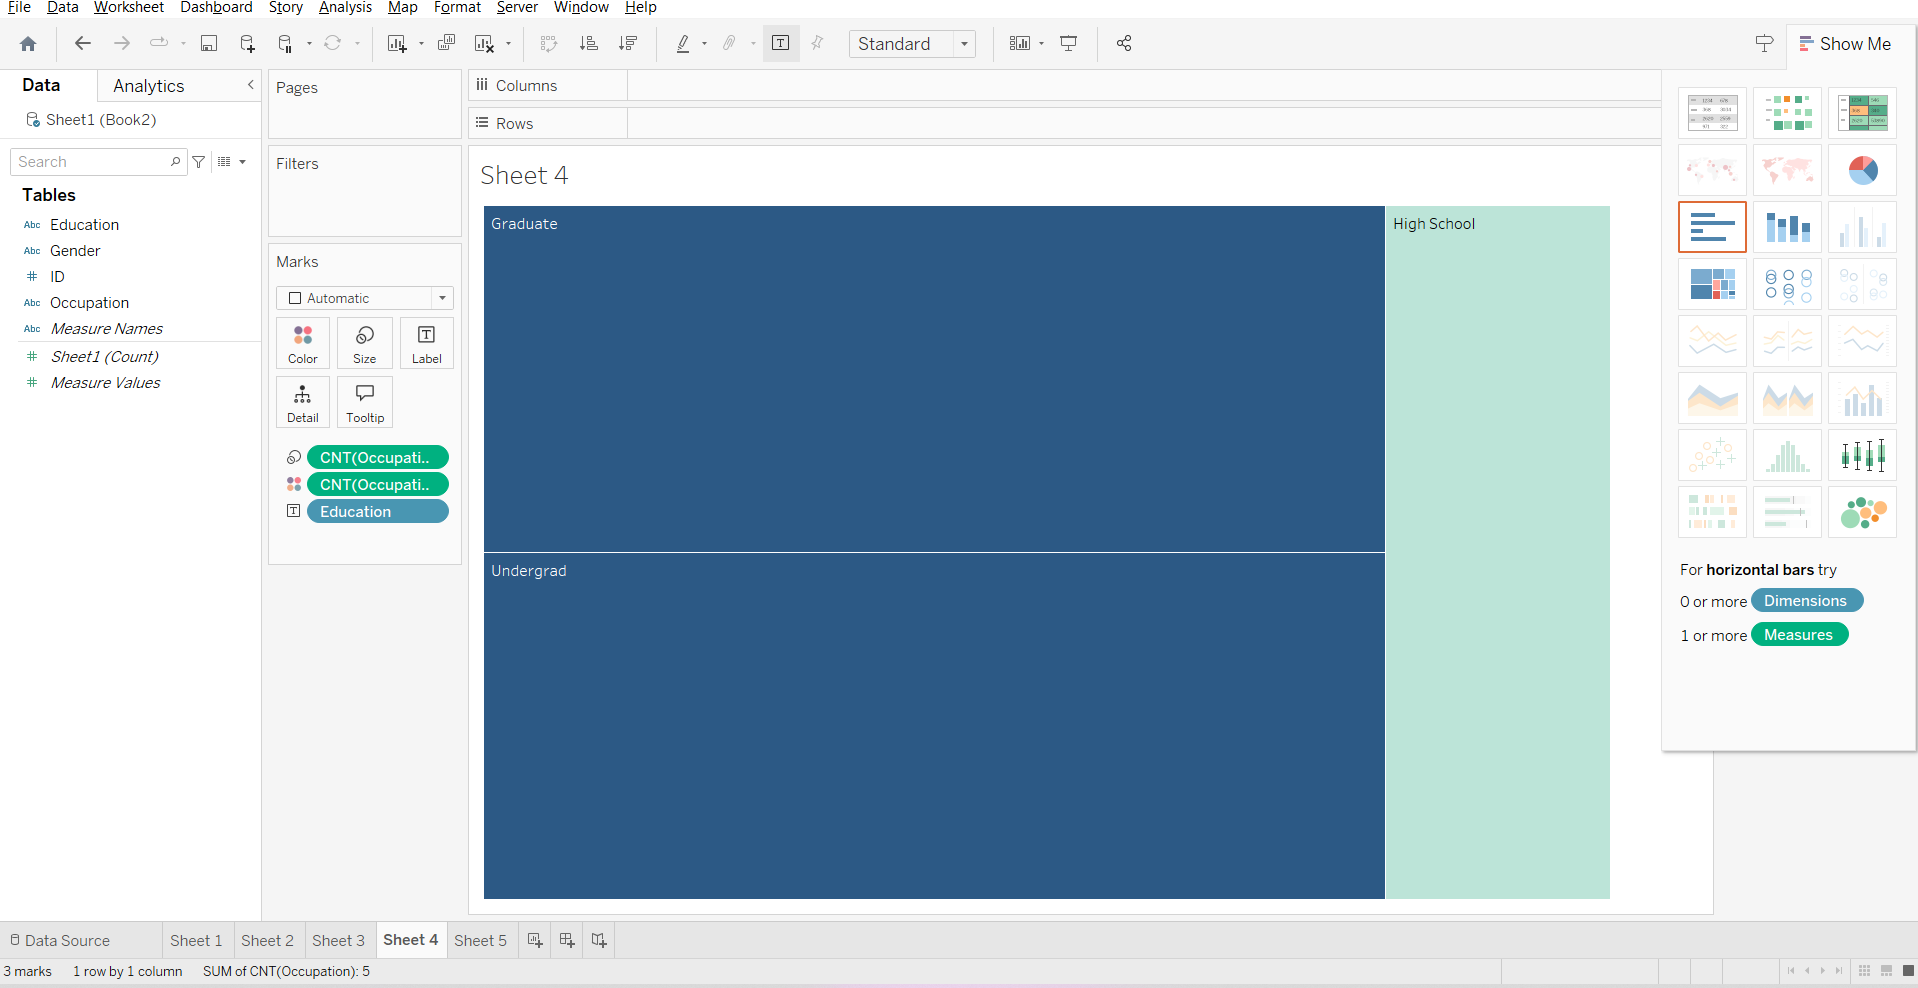 File Data Worksheet Dashboard Story Analysis Map Format Server Window Help
Standard
Show Me
Data Analytics
Sheet1 (Book2)
Search
Tables
Abc Education
Abc Gender
# ID
Abc Occupation
Abc Measure Names
# Sheet1 (Count)
# Measure Values
Pages
Filters
Marks
Automatic
Color Size Label
Detail Tooltip
CNT(Occupati..
CNT(Occupati..
Education
Columns
Rows
Sheet 4
Graduate
High School
Undergrad
For horizontal bars try
0 or more Dimensions
1 or more Measures
Data Source Sheet 1 Sheet 2 Sheet 3 Sheet 4 Sheet 5
3 marks 1 row by 1 column SUM of CNT(Occupation): 5